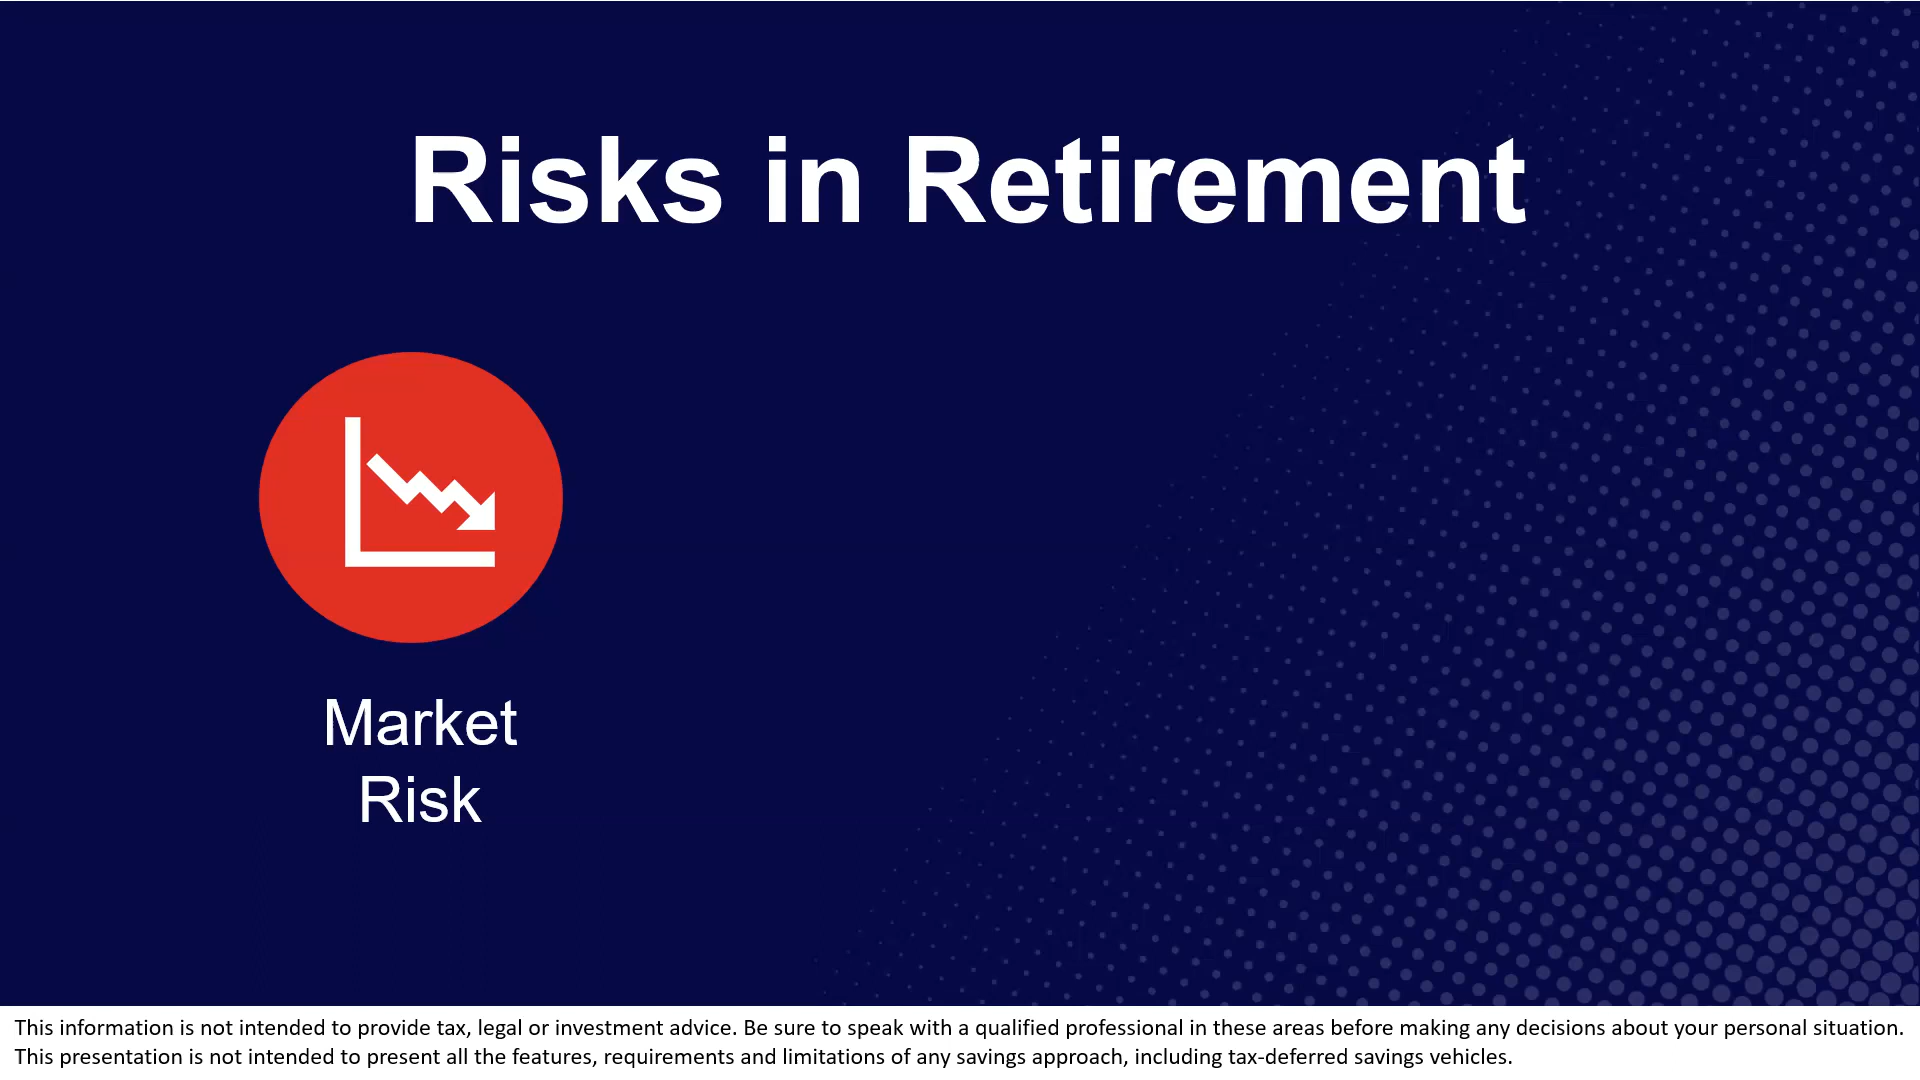 Risks in Retirement
Market
Risk
This information is not intended to provide tax, legal or investment advice. Be sure to speak with a qualified professional in these areas before making any decisions about your personal situation.
This presentation is not intended to present all the features, requirements and limitations of any savings approach, including tax-deferred savings vehicles.